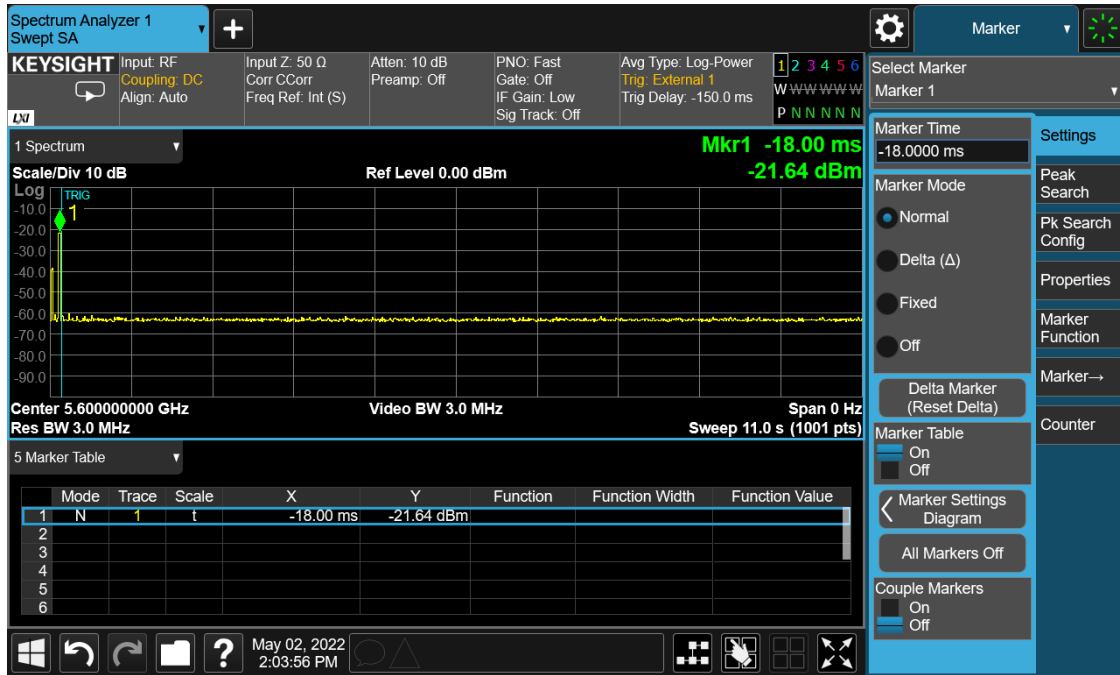 Spectrum Analyzer 1
Swept SA
Marker
KEYSIGHT
LXI
Input: RF
Coupling: DC
Align: Auto
Input Z: 50 Ω
Corr CCorr
Freq Ref: Int (S)
Atten: 10 dB
Preamp: Off
PNO: Fast
Gate: Off
IF Gain: Low
Sig Track: Off
Avg Type: Log-Power
Trig: External 1
Trig Delay: -150.0 ms
1 2 3 4 5 6
W W W W W W
P N N N N N
Select Marker
Marker 1
1 Spectrum
Mkr1 -18.00 ms
Scale/Div 10 dB
Ref Level 0.00 dBm
-21.64 dBm
Log
TRIG
1
-10.0
-20.0
-30.0
-40.0
-50.0
-60.0
-70.0
-80.0
-90.0
Center 5.600000000 GHz
Video BW 3.0 MHz
Span 0 Hz
Res BW 3.0 MHz
Sweep 11.0 s (1001 pts)
5 Marker Table
Mode Trace Scale X Y Function Function Width Function Value
1 N 1 t -18.00 ms -21.64 dBm
2
3
4
5
6
Marker Time
-18.0000 ms
Marker Mode
Normal
Delta (Δ)
Fixed
Off
Delta Marker
(Reset Delta)
Marker Table
On
Off
Marker Settings
Diagram
All Markers Off
Couple Markers
On
Off
Settings
Peak
Search
Pk Search
Config
Properties
Marker
Function
Marker→
Counter
?
May 02, 2022
2:03:56 PM